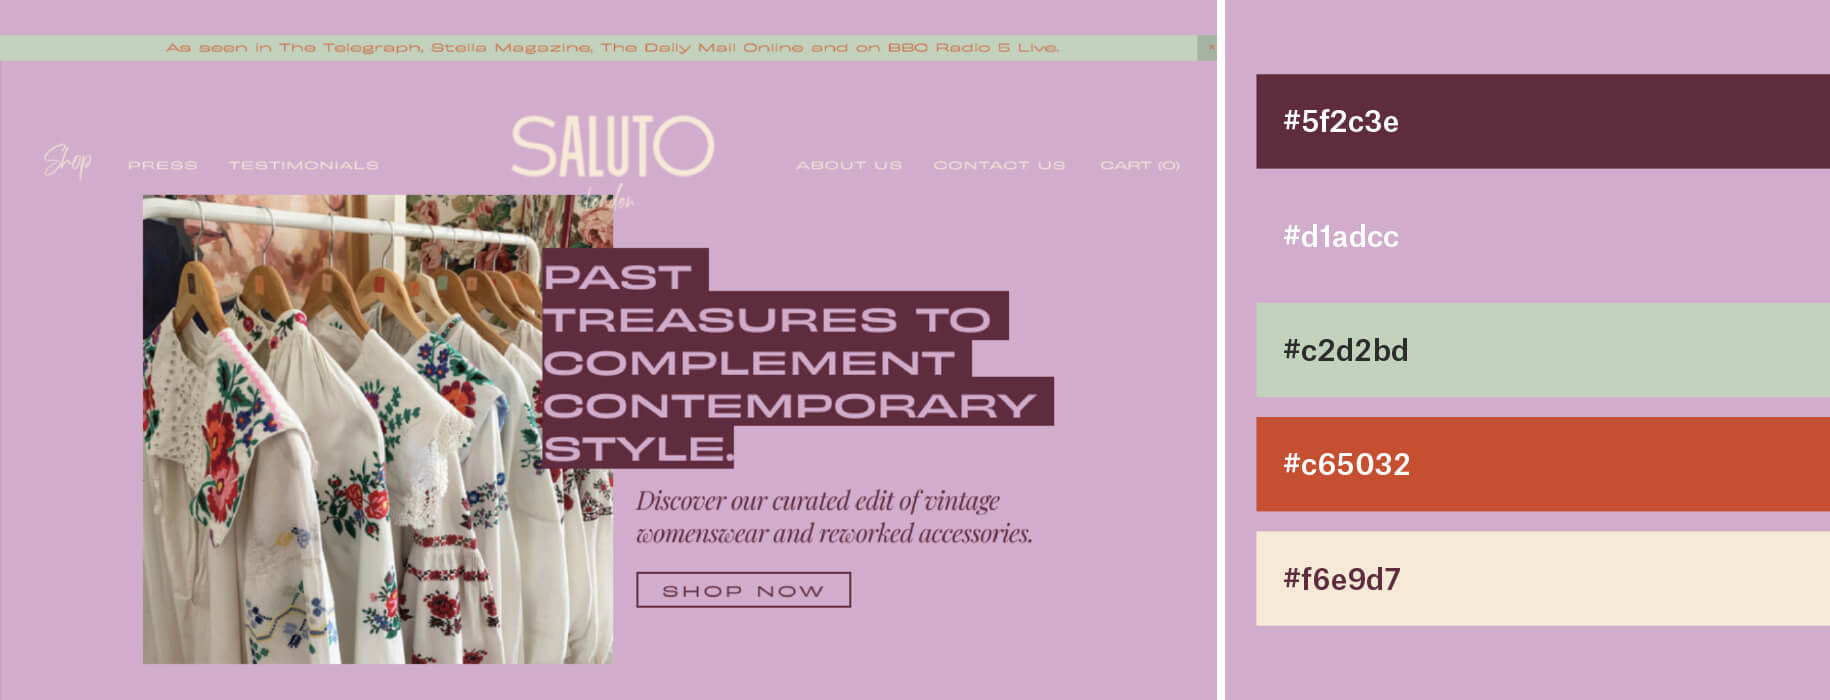 As seen in The Telegraph, Stella Magazine, The Daily Mail Online and on BBC Radio 5 Live.
×
Shop
PRESS
TESTIMONIALS
SALUTO
london
ABOUT US
CONTACT US
CART (0)
PAST
TREASURES TO
COMPLEMENT
CONTEMPORARY
STYLE.
Discover our curated edit of vintage
womenswear and reworked accessories.
SHOP NOW
#5f2c3e
#d1adcc
#c2d2bd
#c65032
#f6e9d7